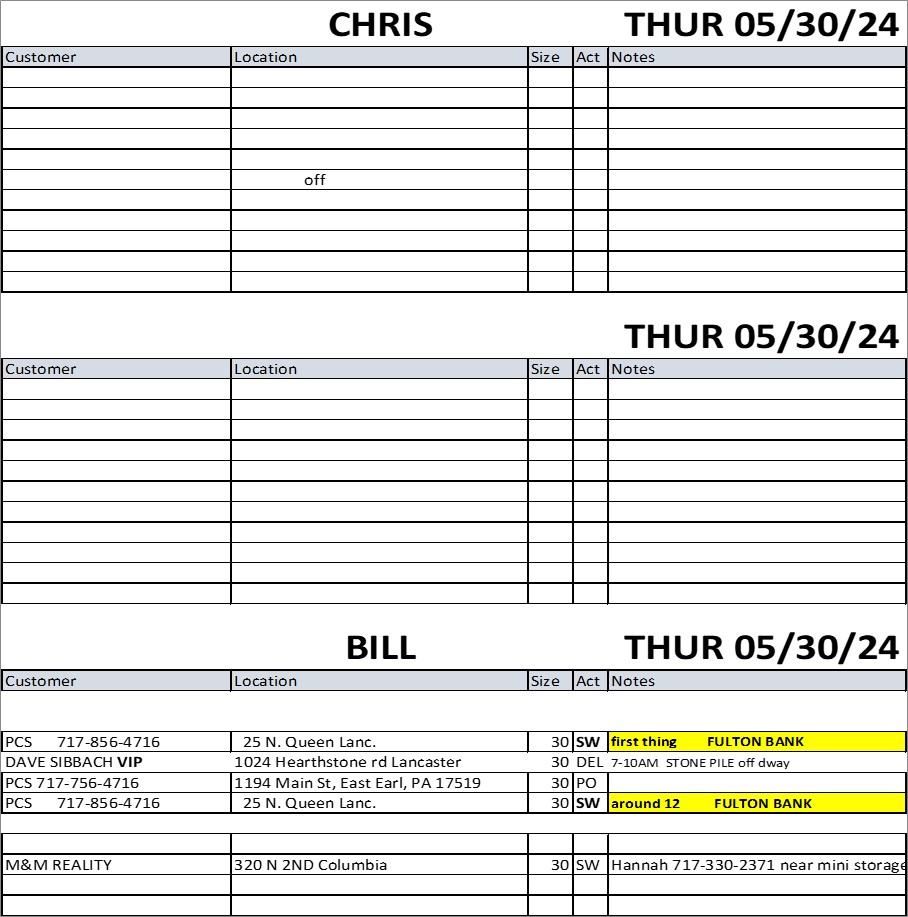 CHRIS THUR 05/30/24
Customer Location Size Act Notes
off
THUR 05/30/24
Customer Location Size Act Notes
BILL THUR 05/30/24
Customer Location Size Act Notes
PCS 717-856-4716 25 N. Queen Lanc. 30 SW first thing FULTON BANK
DAVE SIBBACH VIP 1024 Hearthstone rd Lancaster 30 DEL 7-10AM STONE PILE off dway
PCS 717-756-4716 1194 Main St, East Earl, PA 17519 30 PO
PCS 717-856-4716 25 N. Queen Lanc. 30 SW around 12 FULTON BANK
M&M REALITY 320 N 2ND Columbia 30 SW Hannah 717-330-2371 near mini storage